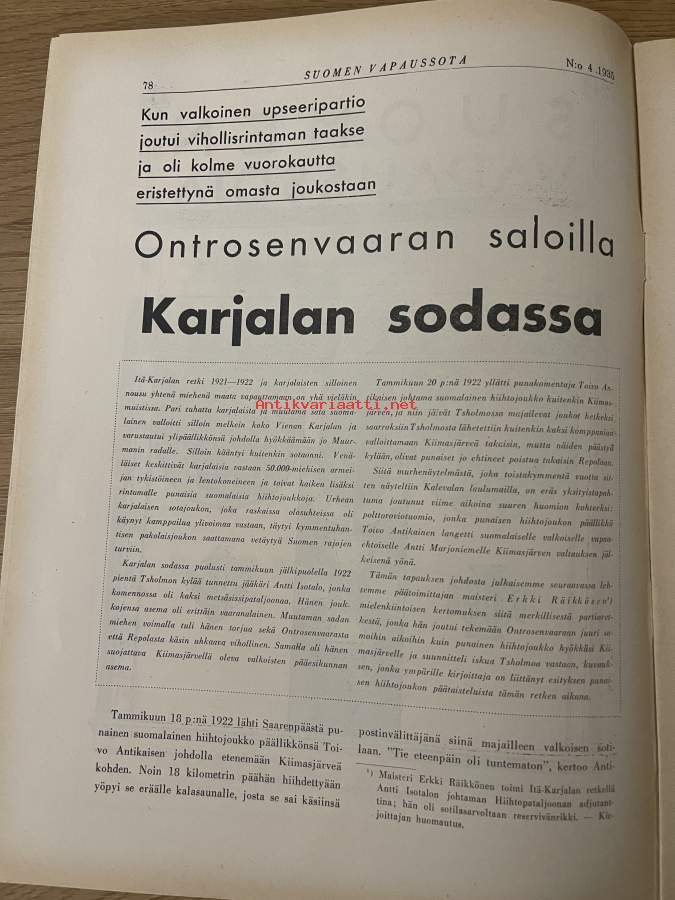 78
SUOMEN VAPAUSSOTA
N:o 4 1935
Kun valkoinen upseeripartio
joutui vihollisrintaman taakse
ja oli kolme vuorokautta
eristettynä omasta joukostaan
Ontrosenvaaran saloilla
Karjalan sodassa
Itä-Karjalan retki 1921—1922 ja karjalaisten silloinen
nousu yhtenä miehenä maata vapauttamaan on yhä vieläkin
muistissa. Pari tuhatta karjalaista ja muutama sata suoma-
lainen valloitti silloin melkein koko Vienan Karjalan ja
varustautui ylipäällikkönsä johdolla hyökkäämään jo Muur-
manin radalle. Silloin kääntyi kuitenkin sotaonni. Venä-
läiset keskittivät karjalaisia vastaan 50.000-miehisen armei-
jan tykistöineen ja lentokoneineen ja toivat kaiken lisäksi
rintamalle punaisia suomalaisia hiihtojoukkoja. Urhean
karjalaisen sotajoukon, joka raskaissa olosuhteissa oli
käynyt kamppailua ylivoimaa vastaan, täytyi kymmentuhan-
tisen pakolaisjoukon saattamana vetäytyä Suomen rajojen
turviin.
Karjalan sodassa puolusti tammikuun jälkipuolella 1922
pientä Tsholmon kylää tunnettu jääkäri Antti Isotalo, jonka
komennossa oli kaksi metsäsissipataljoonaa. Hänen jouk-
kojensa asema oli erittäin vaaranalainen. Muutaman sadan
miehen voimalla tuli hänen torjua sekä Ontrosenvaarasta
että Repolasta käsin uhkaava vihollinen. Samalla oli hänen
suojattava Kiimasjärvellä oleva valkoisten pääesikunnan
asema.
Tammikuun 20 p:nä 1922 yllätti punakomentaja Toivo An-
tikaisen johtama suomalainen hiihtojoukko kuitenkin Kiimas-
järven, ja niin jäivät Tsholmossa majailevat joukot hetkeksi
saarroksiin Tsholmosta lähetettiin kuitenkin kaksi komppaniaa
valloittamaan Kiimasjärveä takaisin, mutta näiden päästyä
kylään, olivat punaiset jo ehtineet poistua takaisin Repolaan.
Siitä murhenäytelmästä, joka toistakymmentä vuotta sit-
ten näyteltiin Kalevalan laulumailla, on eräs yksityistapah-
tuma joutunut viime aikoina suuren huomion kohteeksi:
polttoroviotuomio, jonka punaisen hiihtojoukon päällikkö
Toivo Antikainen langetti suomalaiselle valkoiselle vapaa-
ehtoiselle Antti Marjoniemelle Kiimasjärven valtauksen jäl-
keisenä yönä.
Tämän tapauksen johdosta julkaisemme seuraavassa leh-
temme päätoimittajan maisteri Erkki Räikkösen¹)
mielenkiintoisen kertomuksen siitä merkillisestä partioret-
kestä, jonka hän joutui tekemään Ontrosenvaaraan juuri sa-
moihin aikoihin kuin punainen hiihtojoukko hyökkäsi Kii-
masjärvelle ja suunnitteli iskua Tsholmoa vastaan, kuvauk-
sen, jonka ympärille kirjoittaja on liittänyt esityksen punai-
sen hiihtojoukon päätaisteluista tämän retken aikana.
Antikvariaatti.net
Tammikuun 18 p:nä 1922 lähti Saarenpäästä pu-
nainen suomalainen hiihtojoukko päällikkönsä Toi-
vo Antikaisen johdolla etenemään Kiimasjärveä
kohden. Noin 18 kilometrin päähän hiihdettyään
yöpyi se eräälle kalasaunalle, josta se sai käsiinsä
postinvälittäjänä siinä majailleen valkoisen soti-
laan. "Tie eteenpäin oli tuntematon", kertoo Anti-
¹) Maisteri Erkki Räikkönen toimi Itä-Karjalan retkellä
Antti Isotalon johtaman Hiihtopataljoonan adjutant-
tina; hän oli sotilasarvoltaan reservivänrikki. — Kir-
joittajan huomautus.